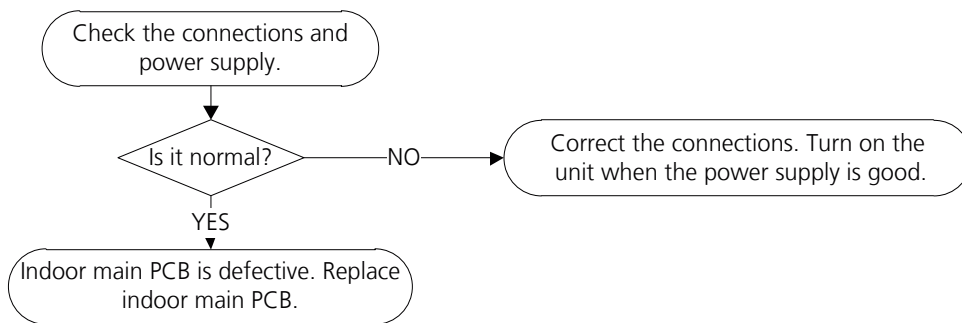 Check the connections and
power supply.
Is it normal?
NO
Correct the connections. Turn on the
unit when the power supply is good.
YES
Indoor main PCB is defective. Replace
indoor main PCB.